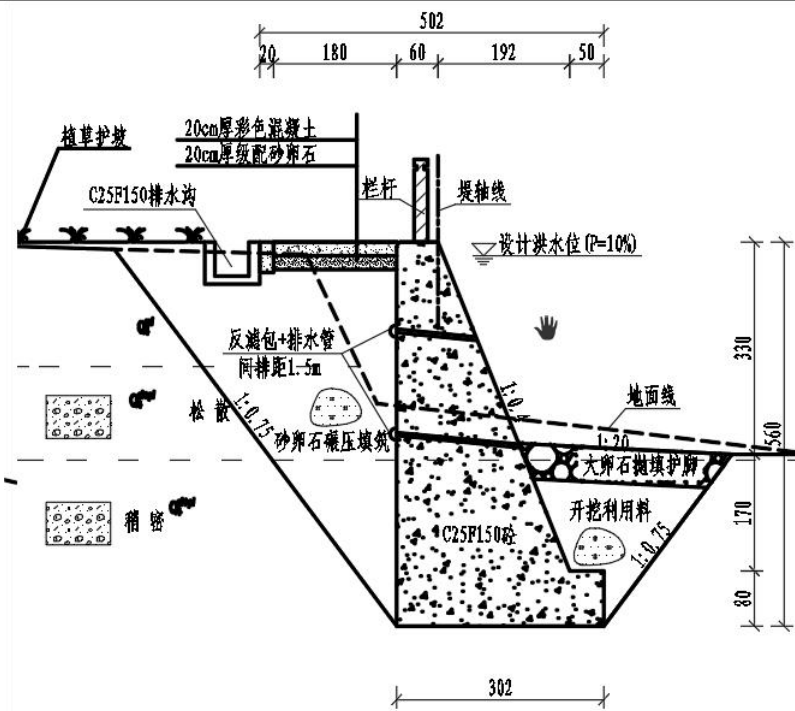 502
20 180 60 192 50
植草护坡
20cm厚彩色混凝土
20cm厚级配砂卵石
C25F150排水沟
栏杆
堤轴线
设计洪水位(P=10%)
反滤包+排水管
间排距1.5m
330
地面线
560
松散
1:0.75
1:0.4
砂卵石碾压填筑
1:20
大卵石抛填护脚
稍密
C25F150砼
开挖利用料
1:0.75
170
80
302